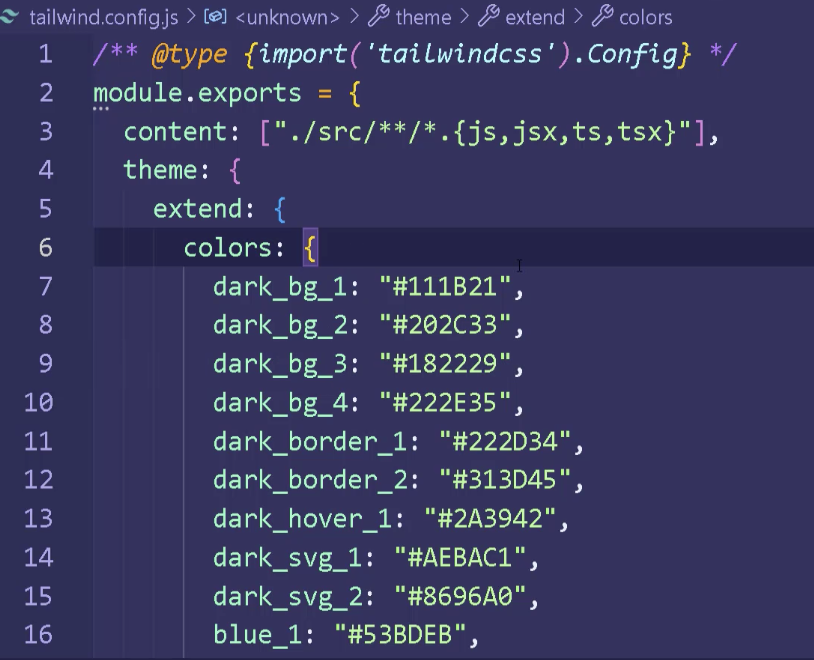 tailwind.config.js > <unknown> > theme > extend > colors
1 /** @type {import('tailwindcss').Config} */
2 module.exports = {
3 content: ["./src/**/*.{js,jsx,ts,tsx}"],
4 theme: {
5 extend: {
6 colors: {
7 dark_bg_1: "#111B21",
8 dark_bg_2: "#202C33",
9 dark_bg_3: "#182229",
10 dark_bg_4: "#222E35",
11 dark_border_1: "#222D34",
12 dark_border_2: "#313D45",
13 dark_hover_1: "#2A3942",
14 dark_svg_1: "#AEBAC1",
15 dark_svg_2: "#8696A0",
16 blue_1: "#53BDEB",